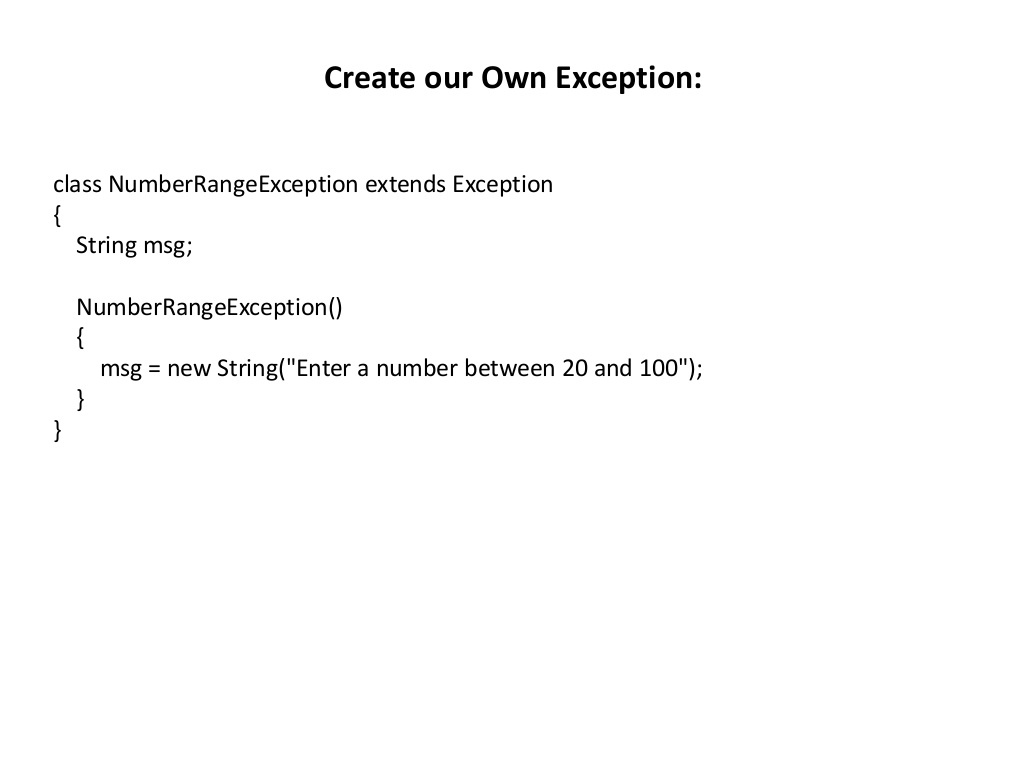 Create our Own Exception:
class NumberRangeException extends Exception
{
String msg;
NumberRangeException()
{
msg = new String("Enter a number between 20 and 100");
}
}